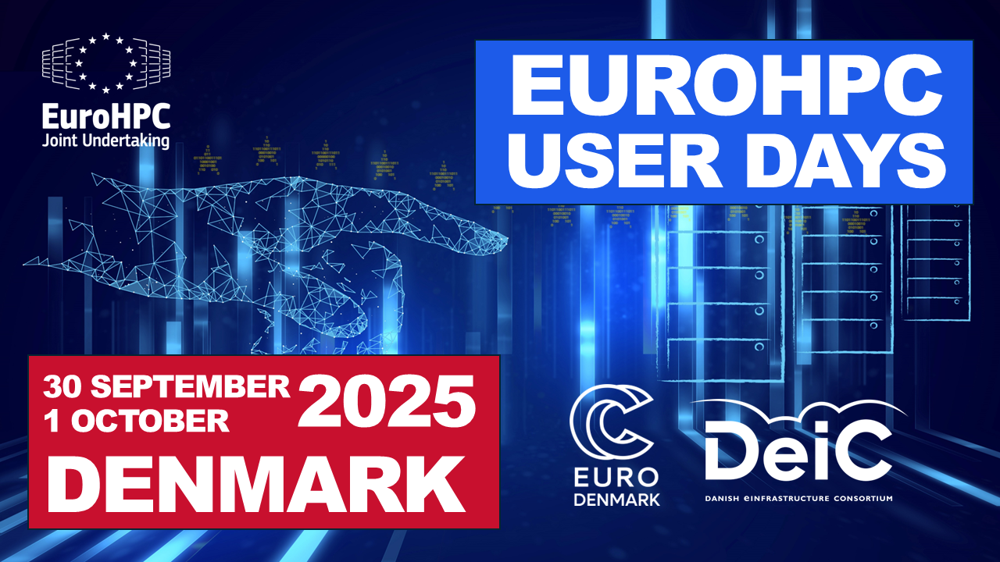 EuroHPC
Joint Undertaking
EUROHPC
USER DAYS
30 SEPTEMBER
1 OCTOBER
2025
DENMARK
EURO
DENMARK
DeiC
DANISH eINFRASTRUCTURE CONSORTIUM